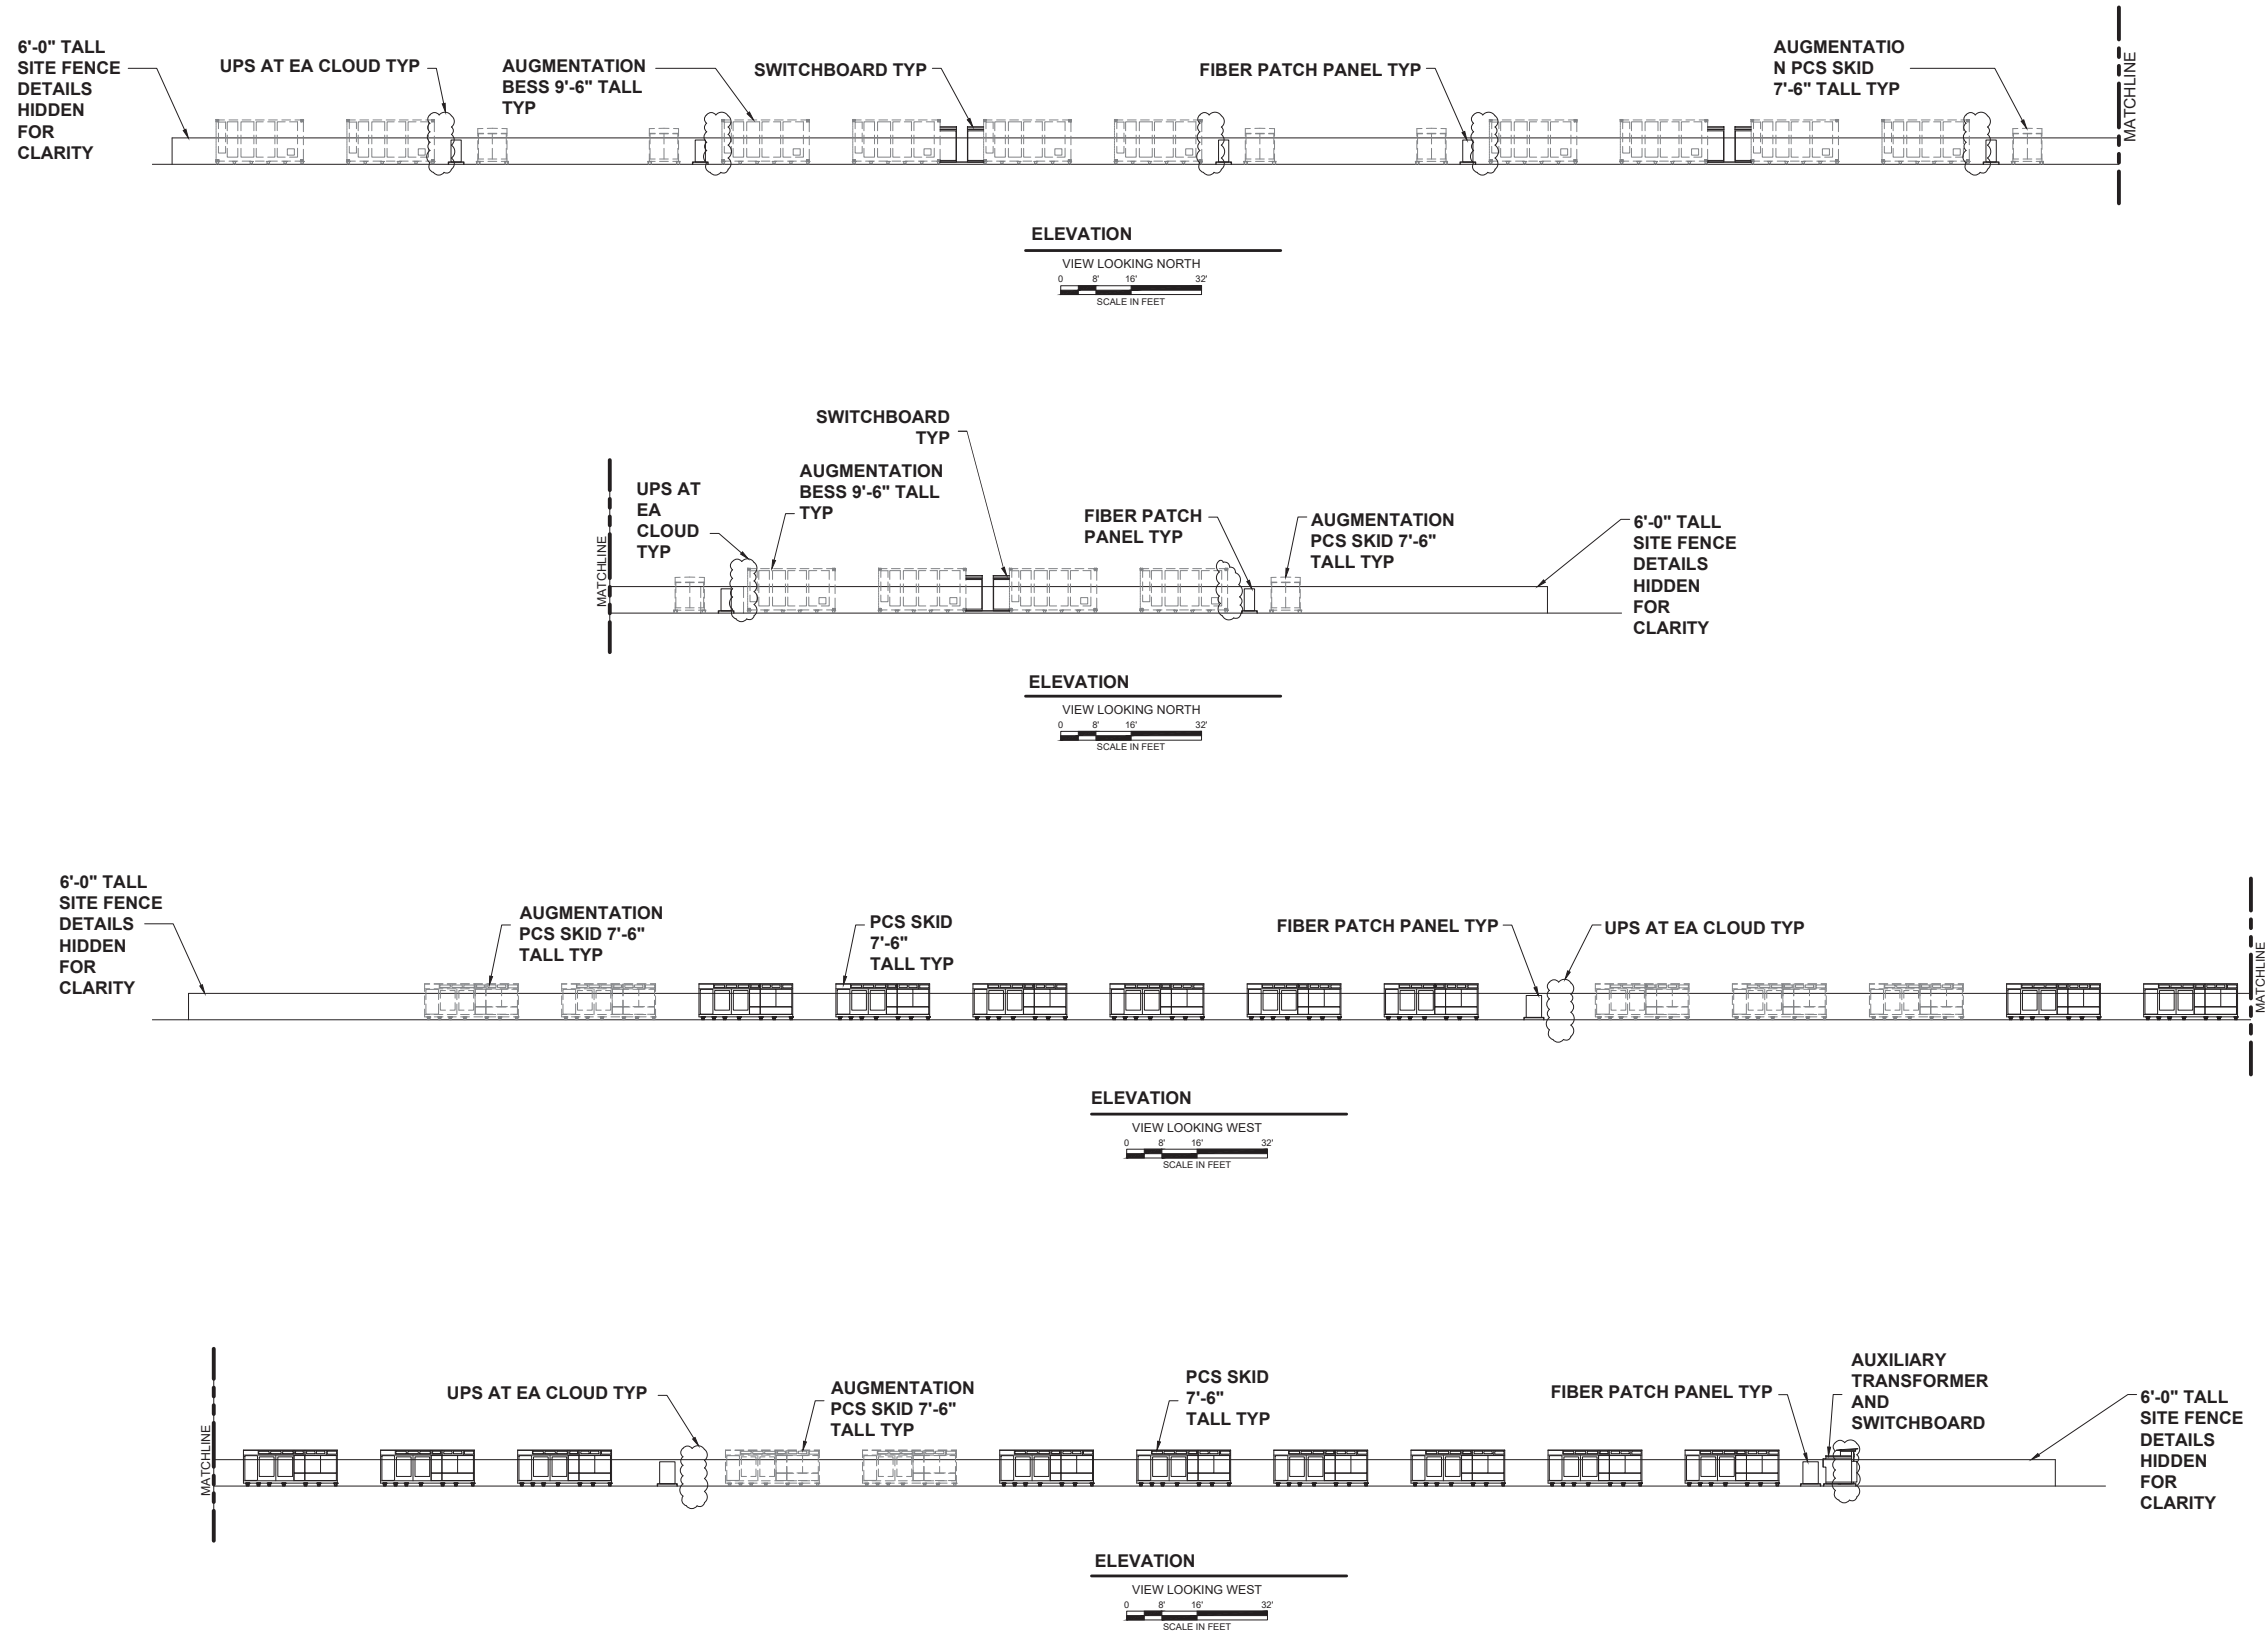 6'-0" TALL
SITE FENCE
DETAILS
HIDDEN
FOR
CLARITY
UPS AT EA CLOUD TYP
AUGMENTATION
BESS 9'-6" TALL
TYP
SWITCHBOARD TYP
FIBER PATCH PANEL TYP
AUGMENTATIO
N PCS SKID
7'-6" TALL TYP
MATCHLINE
ELEVATION
VIEW LOOKING NORTH
0 8' 16' 32'
SCALE IN FEET
MATCHLINE
UPS AT
EA
CLOUD
TYP
AUGMENTATION
BESS 9'-6" TALL
TYP
SWITCHBOARD
TYP
FIBER PATCH
PANEL TYP
AUGMENTATION
PCS SKID 7'-6"
TALL TYP
6'-0" TALL
SITE FENCE
DETAILS
HIDDEN
FOR
CLARITY
ELEVATION
VIEW LOOKING NORTH
0 8' 16' 32'
SCALE IN FEET
6'-0" TALL
SITE FENCE
DETAILS
HIDDEN
FOR
CLARITY
AUGMENTATION
PCS SKID 7'-6"
TALL TYP
PCS SKID
7'-6"
TALL TYP
FIBER PATCH PANEL TYP
UPS AT EA CLOUD TYP
MATCHLINE
ELEVATION
VIEW LOOKING WEST
0 8' 16' 32'
SCALE IN FEET
MATCHLINE
UPS AT EA CLOUD TYP
AUGMENTATION
PCS SKID 7'-6"
TALL TYP
PCS SKID
7'-6"
TALL TYP
FIBER PATCH PANEL TYP
AUXILIARY
TRANSFORMER
AND
SWITCHBOARD
6'-0" TALL
SITE FENCE
DETAILS
HIDDEN
FOR
CLARITY
ELEVATION
VIEW LOOKING WEST
0 8' 16' 32'
SCALE IN FEET